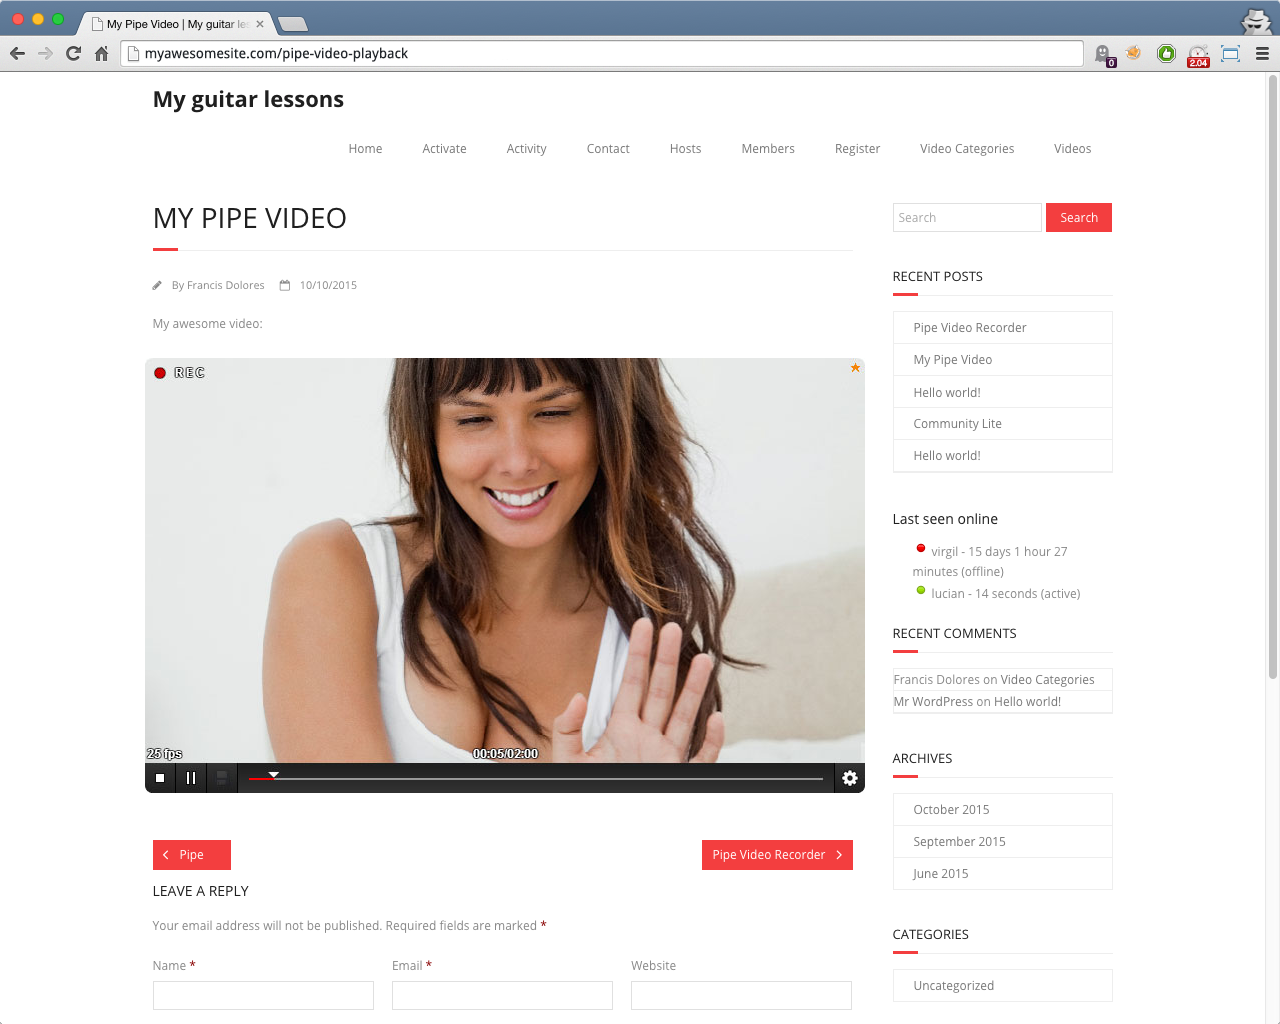 My Pipe Video | My guitar les
myawesomesite.com/pipe-video-playback
0
2.04
My guitar lessons
Home Activate Activity Contact Hosts Members Register Video Categories Videos
MY PIPE VIDEO
By Francis Dolores 10/10/2015
My awesome video:
REC
25 fps
00:05/02:00
Pipe
Pipe Video Recorder
LEAVE A REPLY
Your email address will not be published. Required fields are marked *
Name * Email * Website
Search Search
RECENT POSTS
Pipe Video Recorder
My Pipe Video
Hello world!
Community Lite
Hello world!
Last seen online
virgil - 15 days 1 hour 27
minutes (offline)
lucian - 14 seconds (active)
RECENT COMMENTS
Francis Dolores on Video Categories
Mr WordPress on Hello world!
ARCHIVES
October 2015
September 2015
June 2015
CATEGORIES
Uncategorized